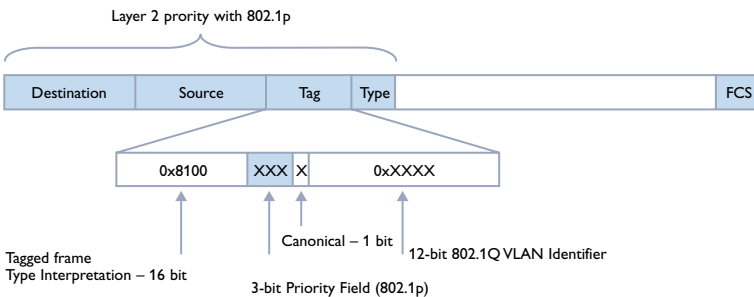 Layer 2 prority with 802.1p
Destination Source Tag Type FCS
0x8100 XXX X 0xXXXX
Canonical – 1 bit
12-bit 802.1Q VLAN Identifier
Tagged frame
Type Interpretation – 16 bit
3-bit Priority Field (802.1p)